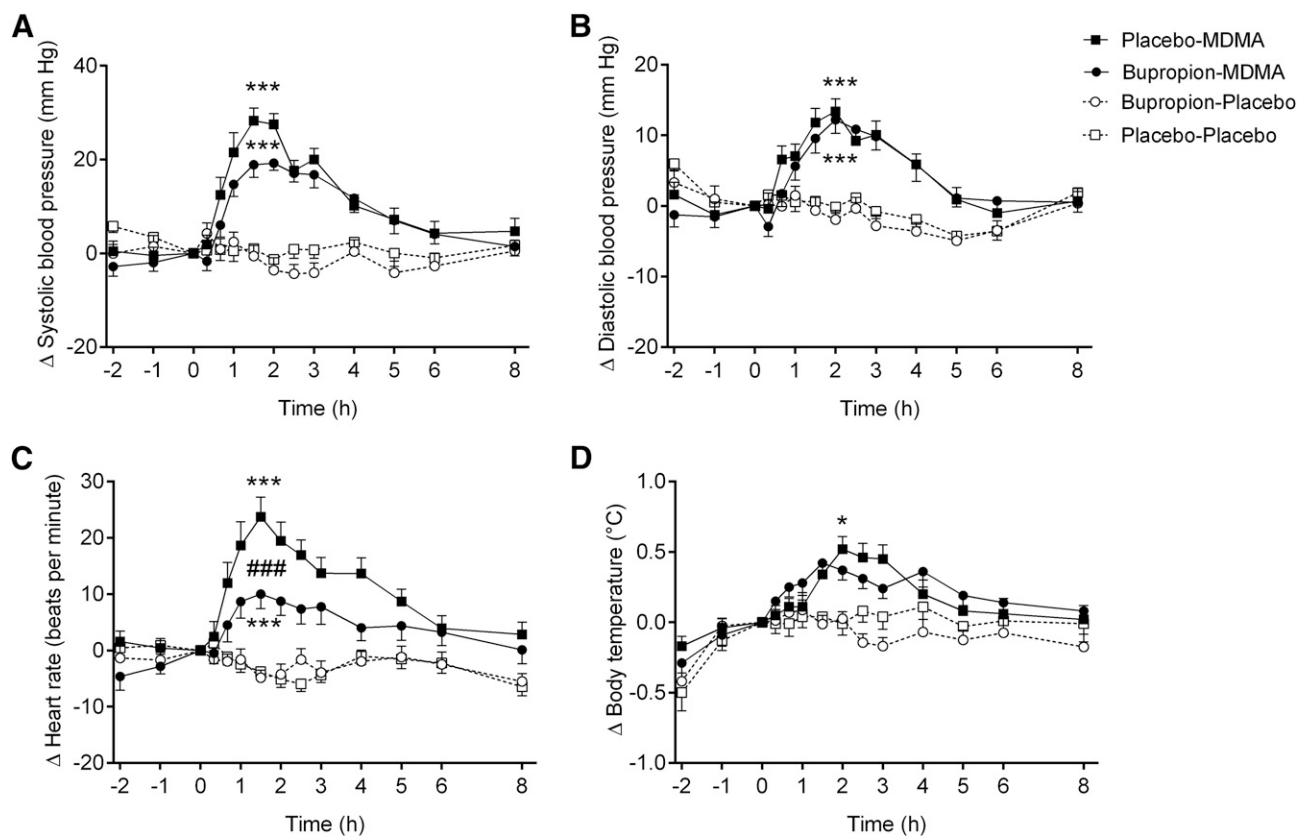 A
Δ Systolic blood pressure (mm Hg)
40
20
0
-20
***
***
-2 -1 0 1 2 3 4 5 6 8
Time (h)
B
Δ Diastolic blood pressure (mm Hg)
20
10
0
-10
-20
***
***
-2 -1 0 1 2 3 4 5 6 8
Time (h)
Placebo-MDMA
Bupropion-MDMA
Bupropion-Placebo
Placebo-Placebo
C
Δ Heart rate (beats per minute)
30
20
10
0
-10
-20
***
###
***
-2 -1 0 1 2 3 4 5 6 8
Time (h)
D
Δ Body temperature (°C)
1.0
0.5
0.0
-0.5
-1.0
*
-2 -1 0 1 2 3 4 5 6 8
Time (h)